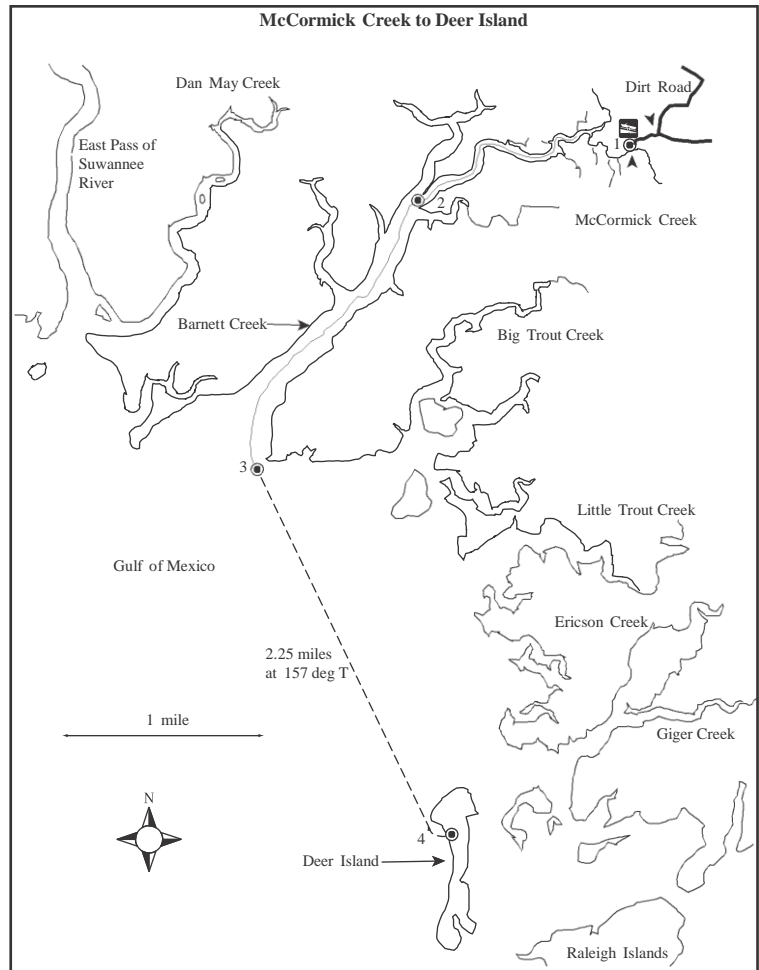 McCormick Creek to Deer Island
Dan May Creek
Dirt Road
East Pass of
Suwannee
River
1
2
McCormick Creek
Barnett Creek
Big Trout Creek
3
Little Trout Creek
Gulf of Mexico
Ericson Creek
2.25 miles
at 157 deg T
1 mile
Giger Creek
N
4
Deer Island
Raleigh Islands